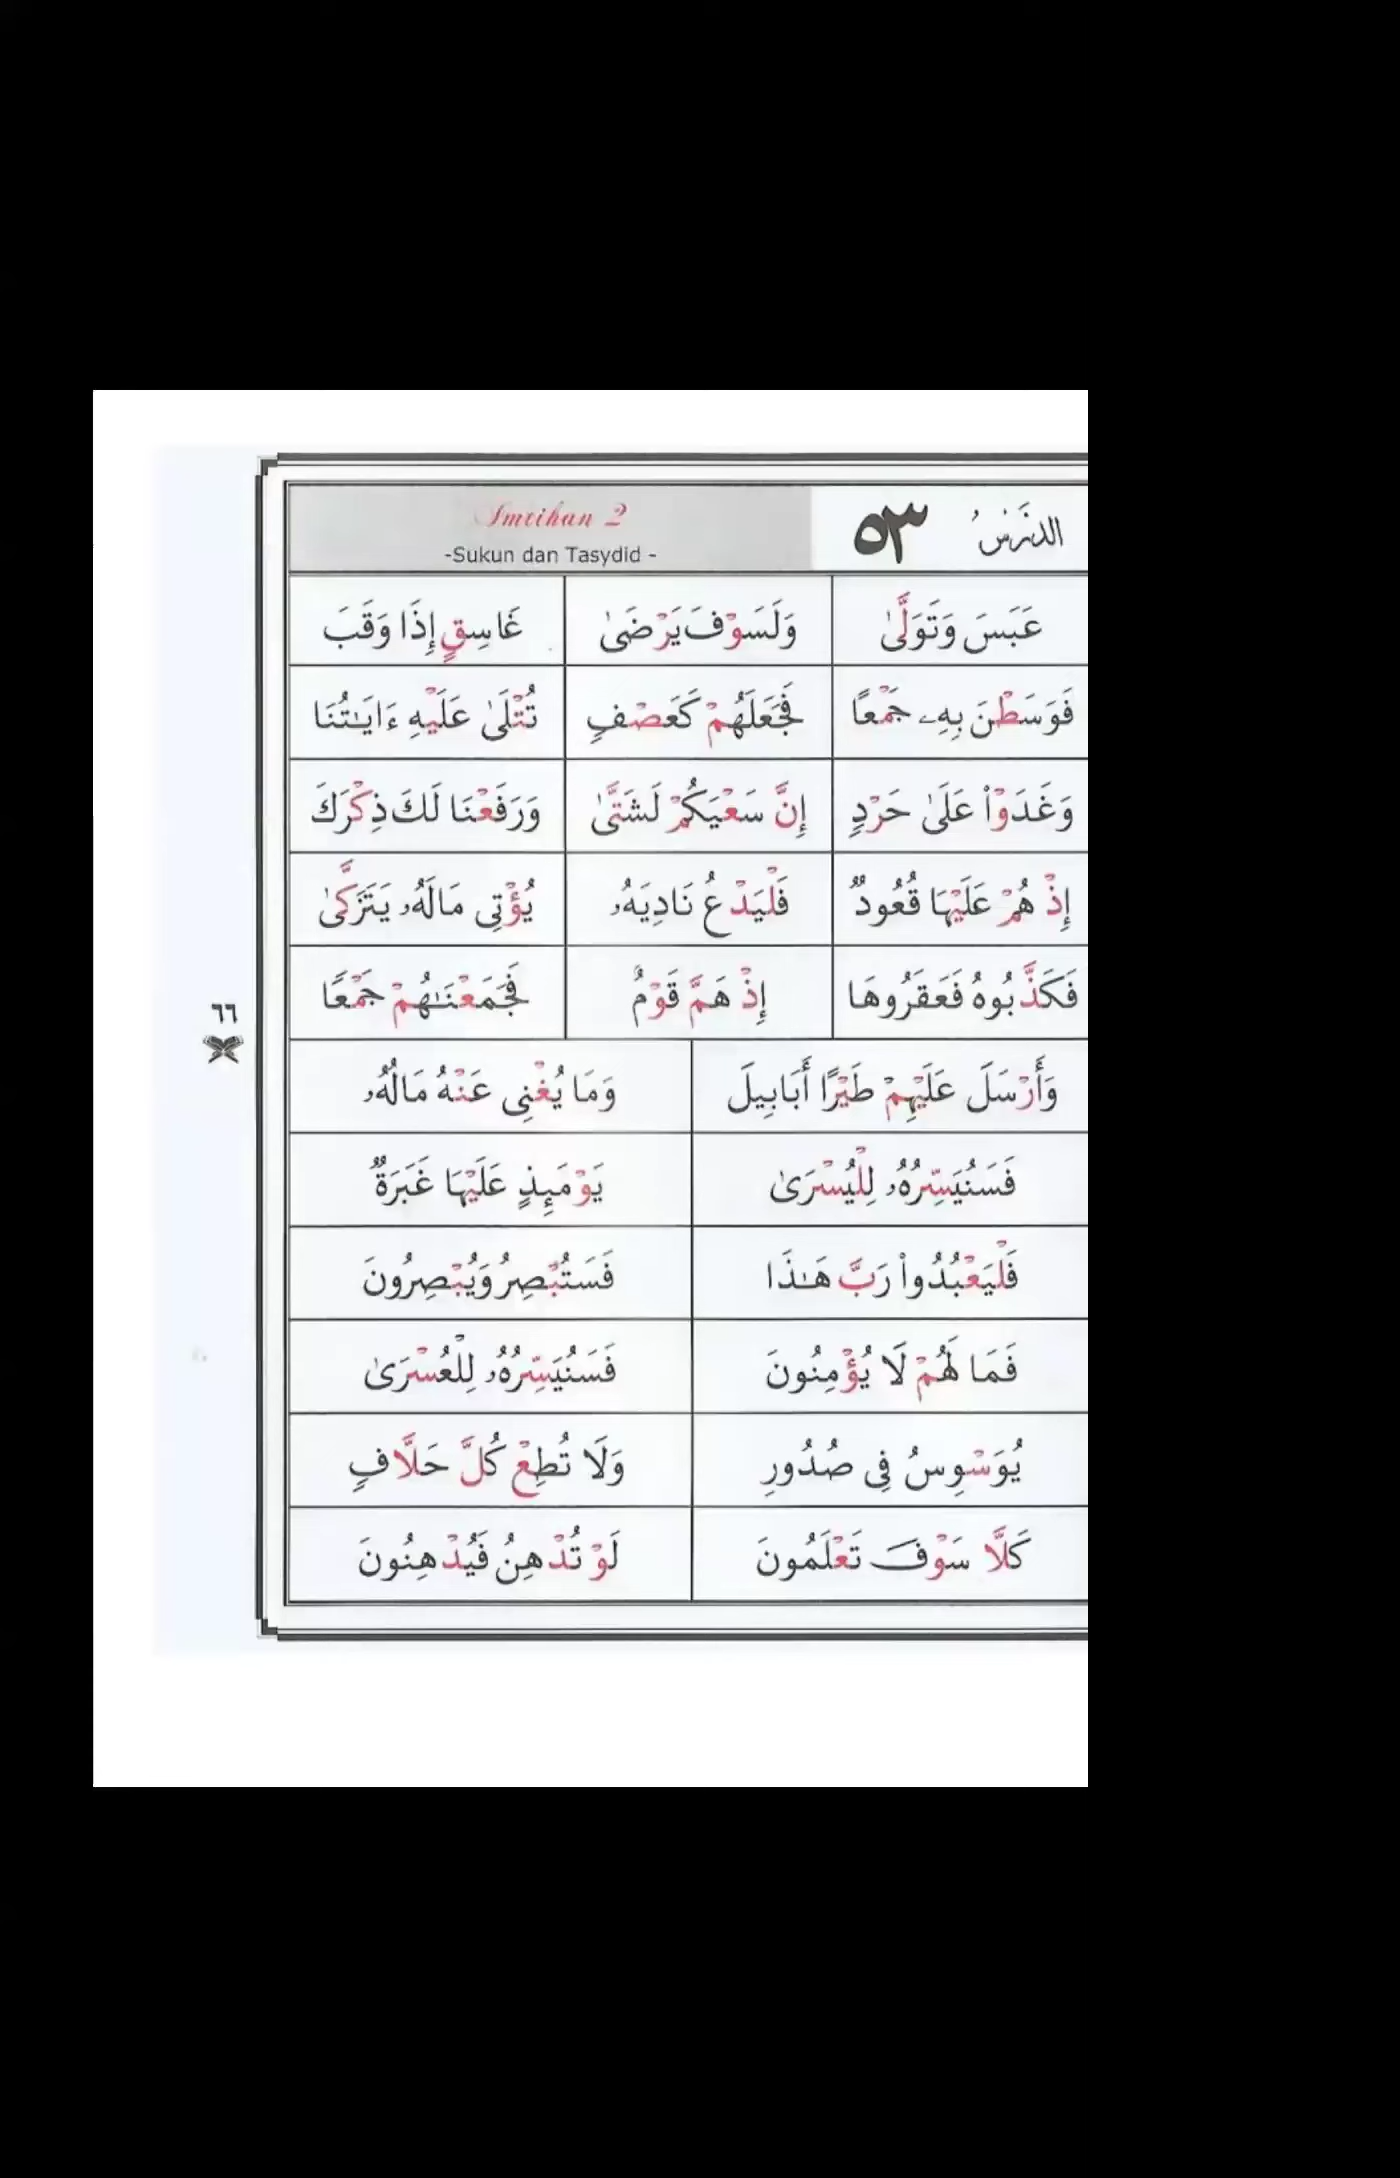 الدَّرْسُ ٥٣
Imtihan 2
-Sukun dan Tasydid -
عَبَسَ وَتَوَلَّىٰ وَلَسَوْفَ يَرْضَىٰ غَاسِقٍ إِذَا وَقَبَ
فَوَسَطْنَ بِهِۦ جَمْعًا فَجَعَلَهُمْ كَعَصْفٍ تُتْلَىٰ عَلَيْهِ ءَايَـٰتُنَا
وَغَدَوْا۟ عَلَىٰ حَرْدٍ إِنَّ سَعْيَكُمْ لَشَتَّىٰ وَرَفَعْنَا لَكَ ذِكْرَكَ
إِذْ هُمْ عَلَيْهَا قُعُودٌ فَلْيَدْعُ نَادِيَهُۥ يُؤْتِى مَالَهُۥ يَتَزَكَّىٰ
فَكَذَّبُوهُ فَعَقَرُوهَا إِذْ هَمَّ قَوْمٌ فَجَمَعْنَـٰهُمْ جَمْعًا
٦٦
وَأَرْسَلَ عَلَيْهِمْ طَيْرًا أَبَابِيلَ وَمَا يُغْنِى عَنْهُ مَالُهُۥ
فَسَنُيَسِّرُهُۥ لِلْيُسْرَىٰ يَوْمَئِذٍ عَلَيْهَا غَبَرَةٌ
فَلْيَعْبُدُوا۟ رَبَّ هَـٰذَا فَسَتُبْصِرُ وَيُبْصِرُونَ
فَمَا لَهُمْ لَا يُؤْمِنُونَ فَسَنُيَسِّرُهُۥ لِلْعُسْرَىٰ
يُوَسْوِسُ فِى صُدُورِ وَلَا تُطِعْ كُلَّ حَلَّافٍ
كَلَّا سَوْفَ تَعْلَمُونَ لَوْ تُدْهِنُ فَيُدْهِنُونَ